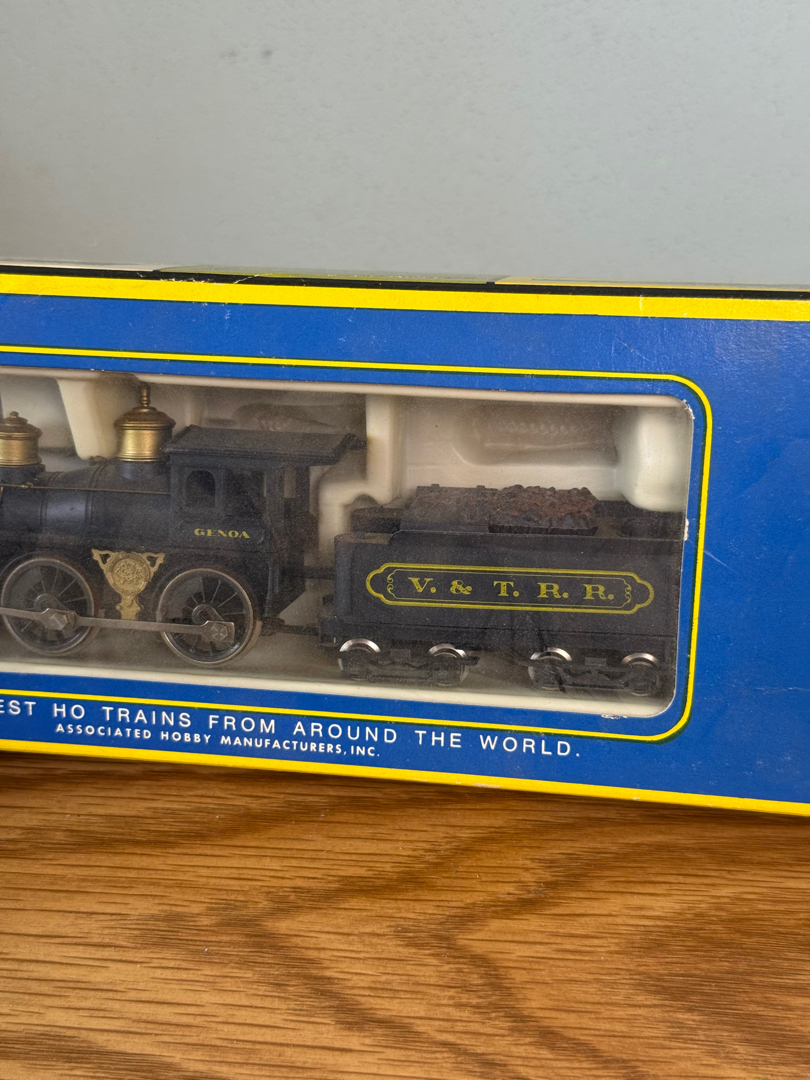 GENOA
V. & T. R. R.
EST HO TRAINS FROM AROUND THE WORLD.
ASSOCIATED HOBBY MANUFACTURERS, INC.